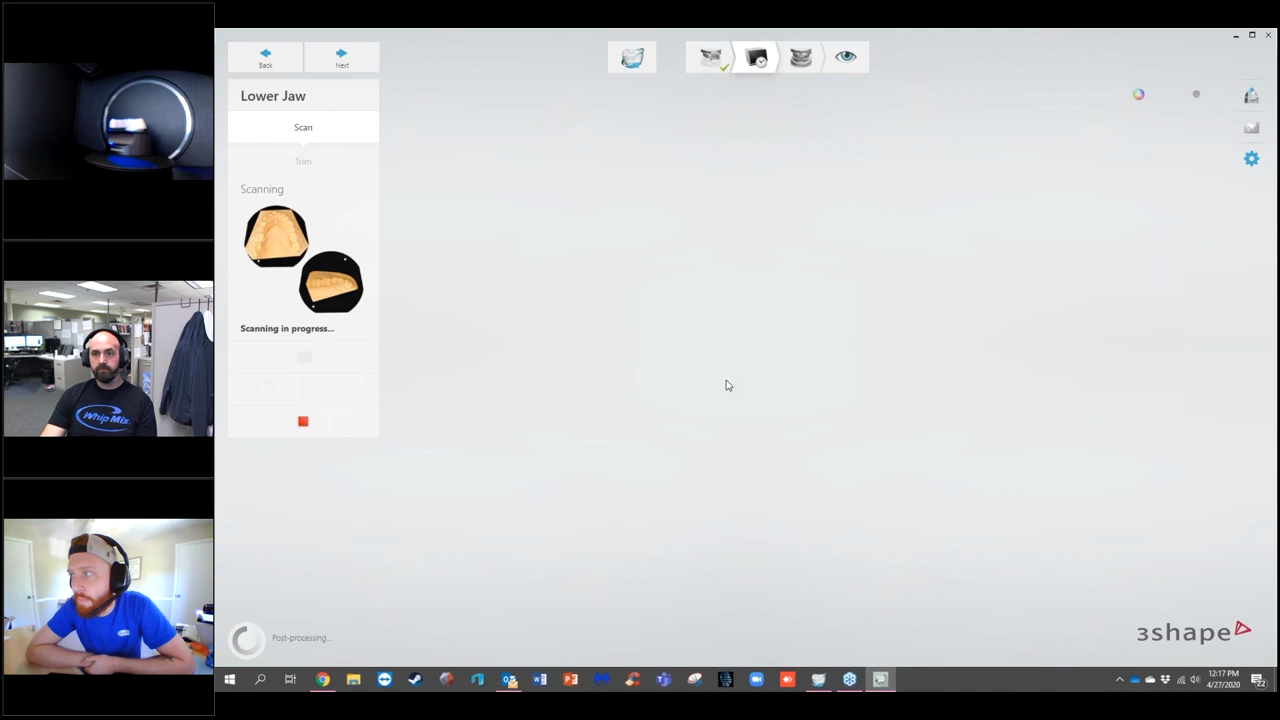 Back
Next
Lower Jaw
Scan
Trim
Scanning
Scanning in progress...
Post-processing...
3shape
Whip Mix
12:17 PM
4/27/2020
22